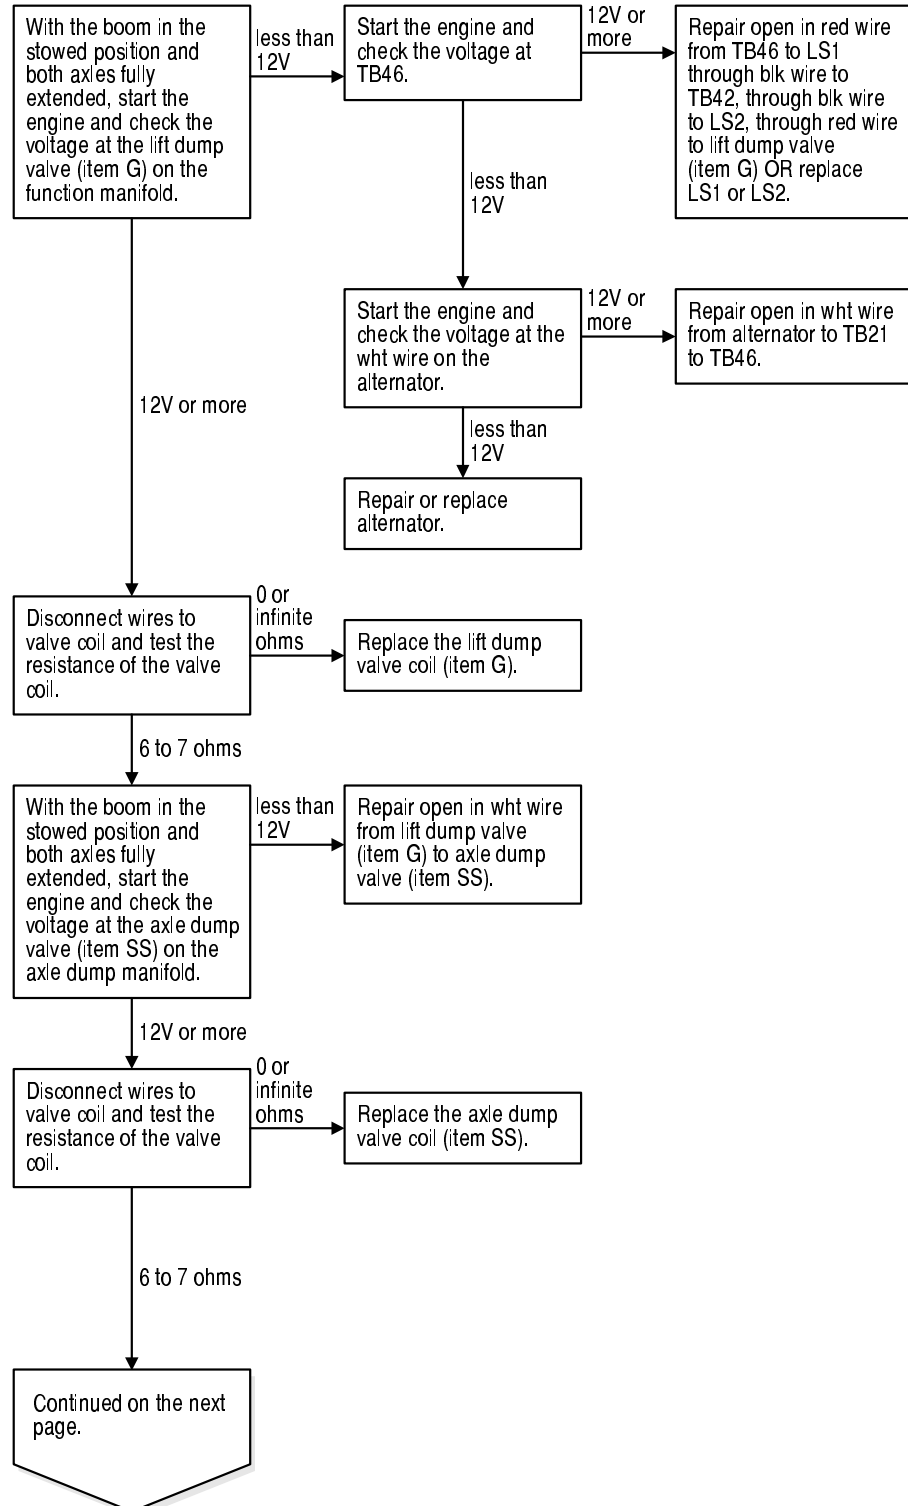 With the boom in the
stowed position and
both axles fully
extended, start the
engine and check the
voltage at the lift dump
valve (item G) on the
function manifold.
less than
12V
Start the engine and
check the voltage at
TB46.
12V or
more
Repair open in red wire
from TB46 to LS1
through blk wire to
TB42, through blk wire
to LS2, through red wire
to lift dump valve
(item G) OR replace
LS1 or LS2.
less than
12V
Start the engine and
check the voltage at the
wht wire on the
alternator.
12V or
more
Repair open in wht wire
from alternator to TB21
to TB46.
less than
12V
Repair or replace
alternator.
12V or more
Disconnect wires to
valve coil and test the
resistance of the valve
coil.
0 or
infinite
ohms
Replace the lift dump
valve coil (item G).
6 to 7 ohms
With the boom in the
stowed position and
both axles fully
extended, start the
engine and check the
voltage at the axle dump
valve (item SS) on the
axle dump manifold.
less than
12V
Repair open in wht wire
from lift dump valve
(item G) to axle dump
valve (item SS).
12V or more
Disconnect wires to
valve coil and test the
resistance of the valve
coil.
0 or
infinite
ohms
Replace the axle dump
valve coil (item SS).
6 to 7 ohms
Continued on the next
page.